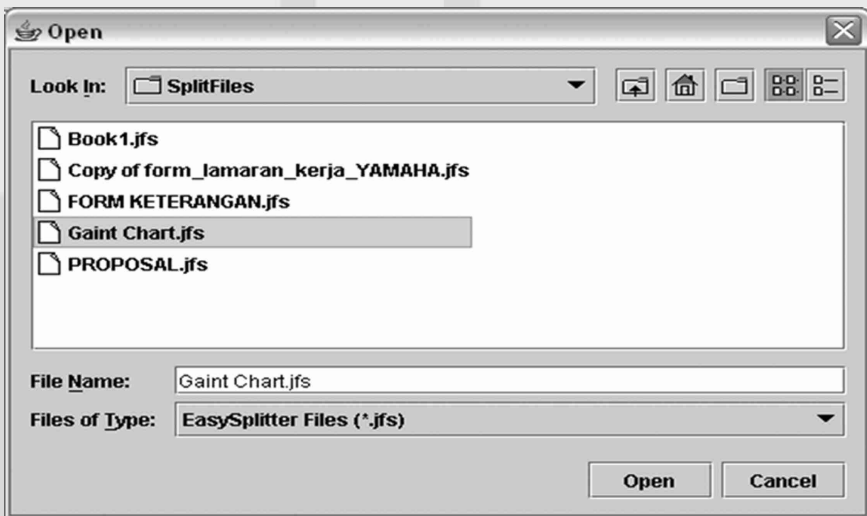 Open
Look In: SplitFiles
Book1.jfs
Copy of form_lamaran_kerja_YAMAHA.jfs
FORM KETERANGAN.jfs
Gaint Chart.jfs
PROPOSAL.jfs
File Name: Gaint Chart.jfs
Files of Type: EasySplitter Files (*.jfs)
Open Cancel